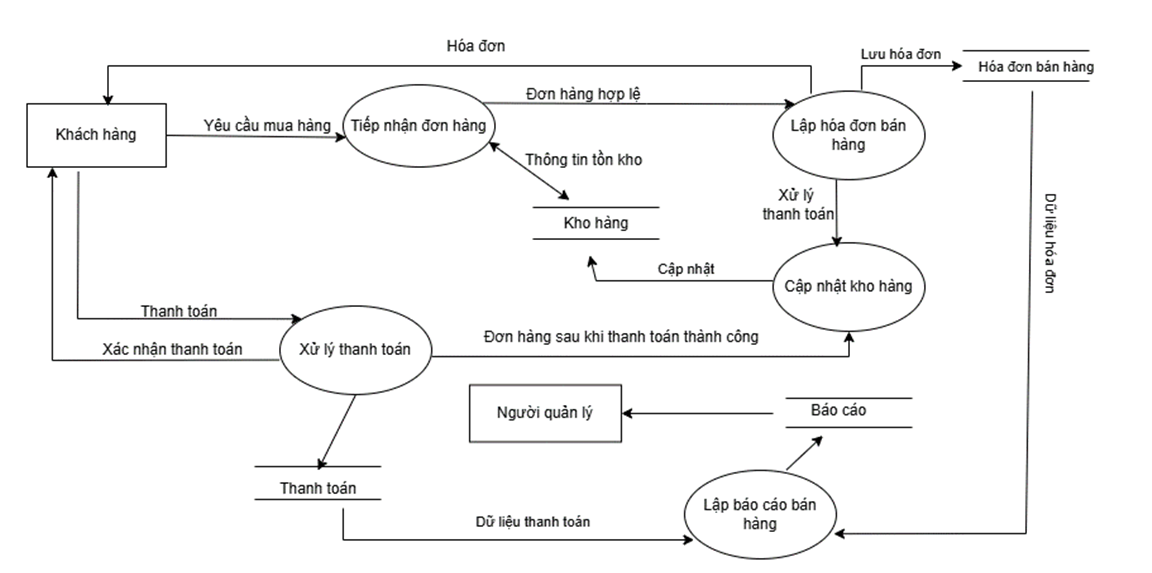 Hóa đơn
Lưu hóa đơn
Hóa đơn bán hàng
Khách hàng
Yêu cầu mua hàng
Tiếp nhận đơn hàng
Đơn hàng hợp lệ
Lập hóa đơn bán
hàng
Thông tin tồn kho
Kho hàng
Xử lý
thanh toán
Dữ liệu hóa đơn
Cập nhật
Cập nhật kho hàng
Thanh toán
Xác nhận thanh toán
Xử lý thanh toán
Đơn hàng sau khi thanh toán thành công
Người quản lý
Báo cáo
Thanh toán
Dữ liệu thanh toán
Lập báo cáo bán
hàng